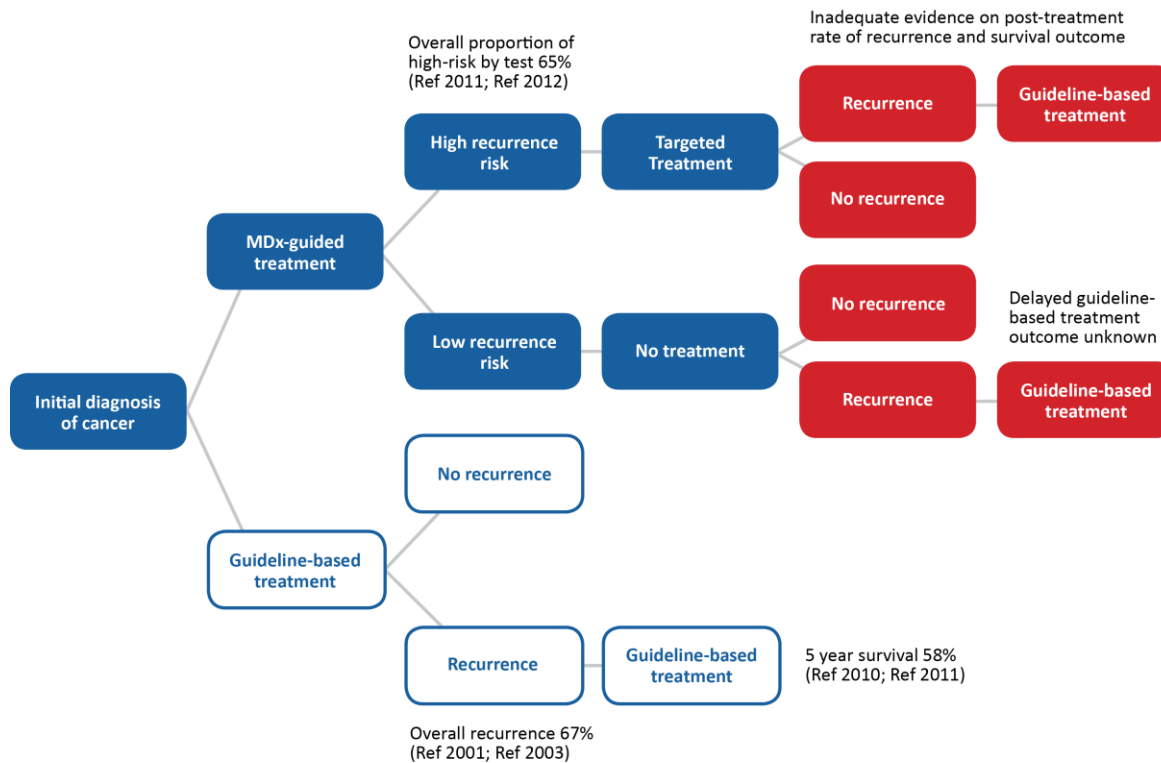 Inadequate evidence on post-treatment
rate of recurrence and survival outcome
Overall proportion of
high-risk by test 65%
(Ref 2011; Ref 2012)
Recurrence
Guideline-based
treatment
High recurrence
risk
Targeted
Treatment
No recurrence
MDx-guided
treatment
No recurrence
Delayed guideline-
based treatment
outcome unknown
Low recurrence
risk
No treatment
Recurrence
Guideline-based
treatment
Initial diagnosis
of cancer
No recurrence
Guideline-based
treatment
Recurrence
Guideline-based
treatment
5 year survival 58%
(Ref 2010; Ref 2011)
Overall recurrence 67%
(Ref 2001; Ref 2003)